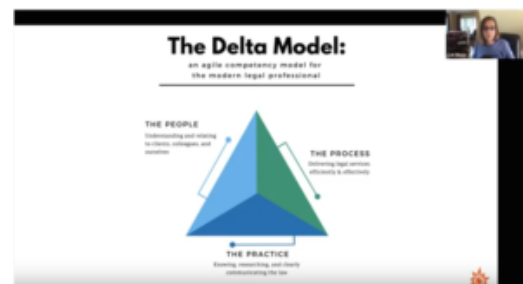 The Delta Model:
an agile competency model for
the modern legal professional
THE PEOPLE
Understanding and relating
to clients, colleagues, and
ourselves
THE PROCESS
Delivering legal services
efficiently & effectively
THE PRACTICE
Knowing, researching, and clearly
communicating the law